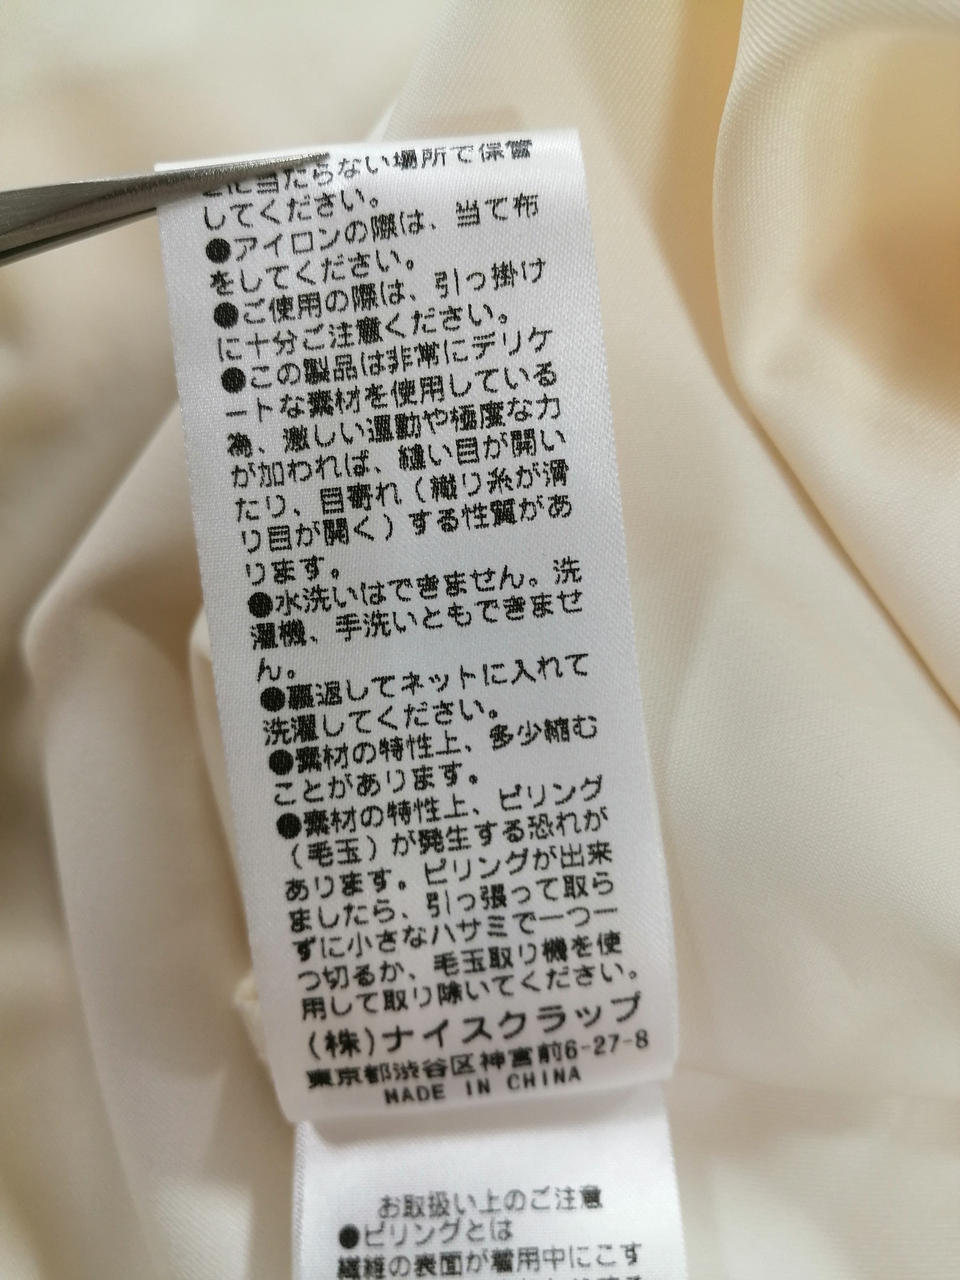 に当たらない場所で保管
してください。
●アイロンの際は、当て布
をしてください。
●ご使用の際は、引っ掛け
に十分ご注意ください。
●この製品は非常にデリケ
ートな素材を使用している
為、激しい運動や極度な力
が加われば、縫い目が開い
たり、目寄れ（織り糸が滑
り目が開く）する性質があ
ります。
●水洗いはできません。洗
濯機、手洗いともできませ
ん。
●裏返してネットに入れて
洗濯してください。
●素材の特性上、多少縮む
ことがあります。
●素材の特性上、ピリング
（毛玉）が発生する恐れが
あります。ピリングが出来
ましたら、引っ張って取ら
ずに小さなハサミで一つ一
つ切るか、毛玉取り機を使
用して取り除いてください。
(株)ナイスクラップ
東京都渋谷区神宮前6-27-8
MADE IN CHINA
お取扱い上のご注意
●ピリングとは
繊維の表面が着用中にこす